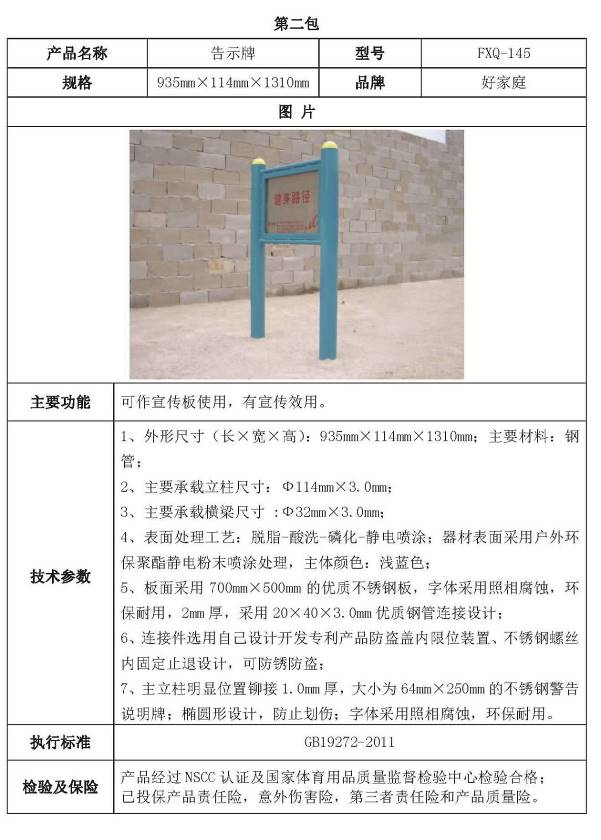 第二包
产品名称 告示牌 型号 FXQ-145
规格 935mm×114mm×1310mm 品牌 好家庭
图 片
健身路径
主要功能 可作宣传板使用，有宣传效用。
技术参数
1、外形尺寸（长×宽×高）：935mm×114mm×1310mm；主要材料：钢
管；
2、主要承载立柱尺寸：Φ114mm×3.0mm；
3、主要承载横梁尺寸 :Φ32mm×3.0mm；
4、表面处理工艺：脱脂-酸洗-磷化-静电喷涂；器材表面采用户外环
保聚酯静电粉末喷涂处理，主体颜色：浅蓝色；
5、板面采用 700mm×500mm 的优质不锈钢板，字体采用照相腐蚀，环
保耐用，2mm 厚，采用 20×40×3.0mm 优质钢管连接设计；
6、连接件选用自己设计开发专利产品防盗盖内限位装置、不锈钢螺丝
内固定止退设计，可防锈防盗；
7、主立柱明显位置铆接 1.0mm 厚，大小为 64mm×250mm 的不锈钢警告
说明牌；椭圆形设计，防止划伤；字体采用照相腐蚀，环保耐用。
执行标准 GB19272-2011
检验及保险
产品经过 NSCC 认证及国家体育用品质量监督检验中心检验合格；
已投保产品责任险，意外伤害险，第三者责任险和产品质量险。